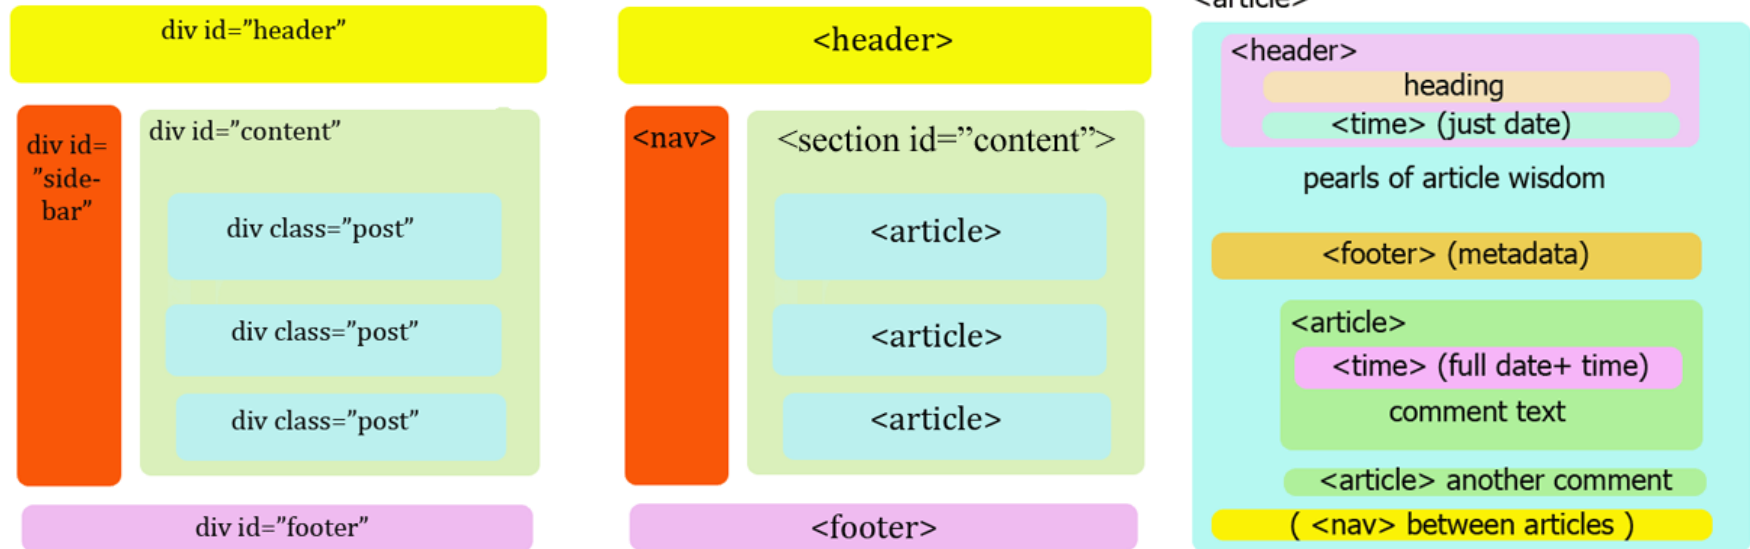 div id=”header”
div id=
”side-
bar”
div id=”content”
div class=”post”
div class=”post”
div class=”post”
div id=”footer”
<header>
<nav>
<section id=”content”>
<article>
<article>
<article>
<footer>
<article>
<header>
heading
<time> (just date)
pearls of article wisdom
<footer> (metadata)
<article>
<time> (full date+ time)
comment text
<article> another comment
( <nav> between articles )